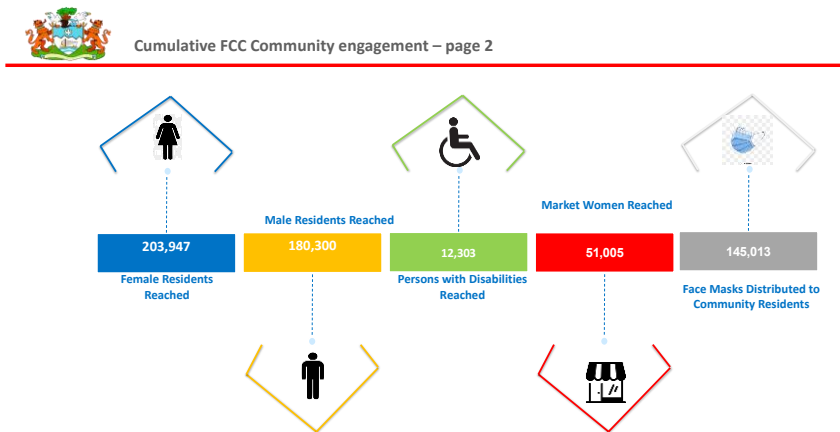 Cumulative FCC Community engagement – page 2
Male Residents Reached
Market Women Reached
203,947
180,300
12,303
51,005
145,013
Female Residents
Reached
Persons with Disabilities
Reached
Face Masks Distributed to
Community Residents